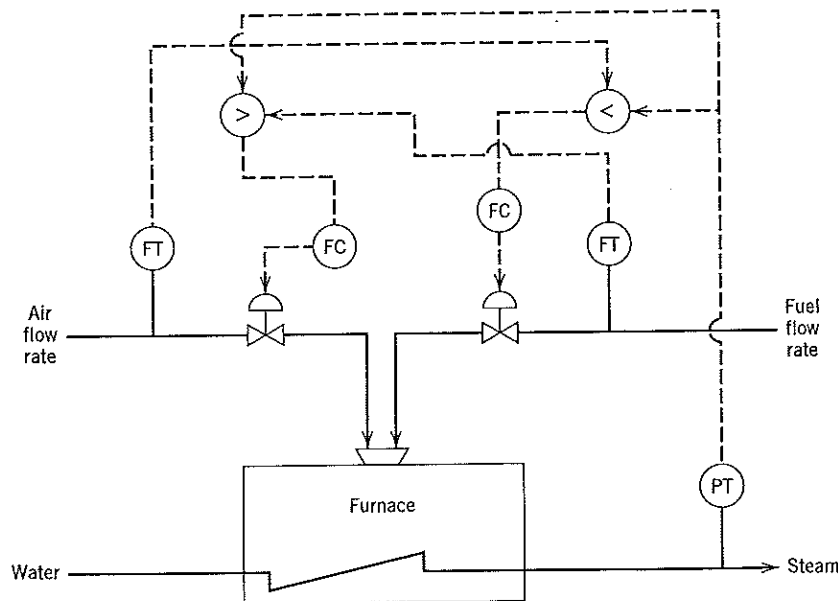 >
<
FC
FT
FC
FT
Air
flow
rate
Fuel
flow
rate
PT
Furnace
Water
Steam